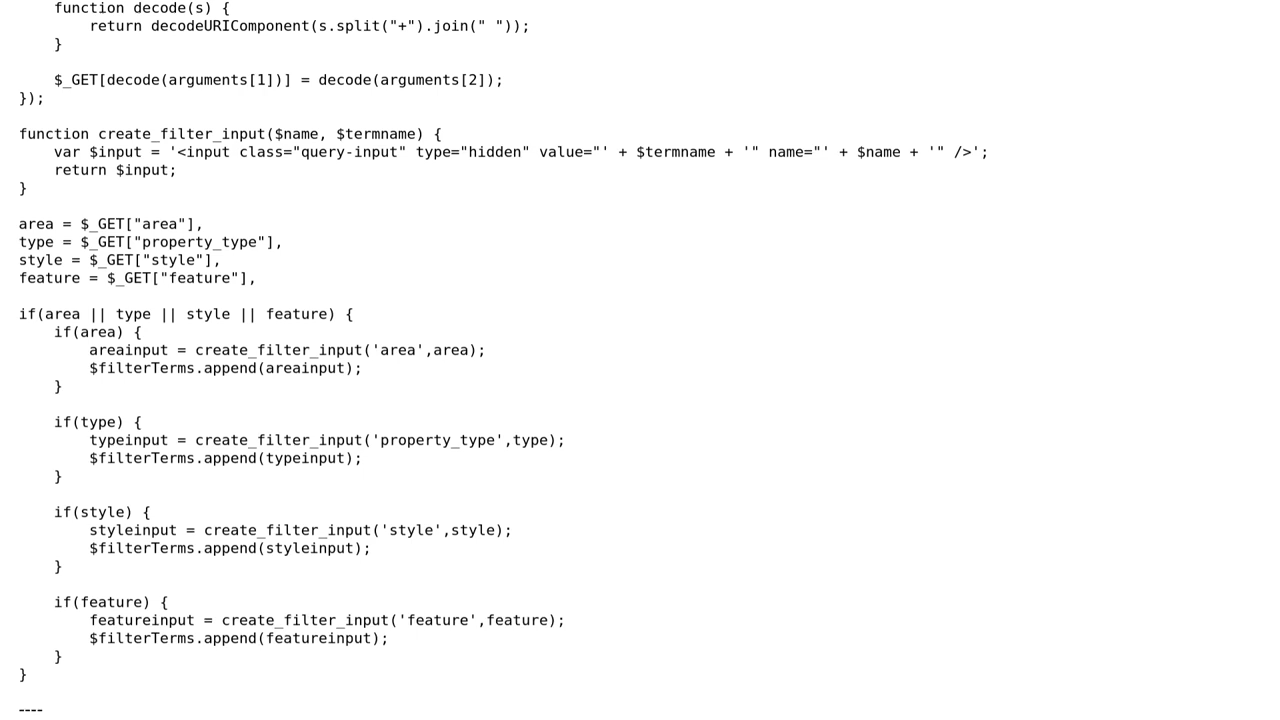 function decode(s) {
        return decodeURIComponent(s.split("+").join(" "));
    }

    $_GET[decode(arguments[1])] = decode(arguments[2]);
});

function create_filter_input($name, $termname) {
    var $input = '<input class="query-input" type="hidden" value="' + $termname + '" name="' + $name + '" />';
    return $input;
}

area = $_GET["area"],
type = $_GET["property_type"],
style = $_GET["style"],
feature = $_GET["feature"],

if(area || type || style || feature) {
    if(area) {
        areainput = create_filter_input('area',area);
        $filterTerms.append(areainput);
    }

    if(type) {
        typeinput = create_filter_input('property_type',type);
        $filterTerms.append(typeinput);
    }

    if(style) {
        styleinput = create_filter_input('style',style);
        $filterTerms.append(styleinput);
    }

    if(feature) {
        featureinput = create_filter_input('feature',feature);
        $filterTerms.append(featureinput);
    }
}

----